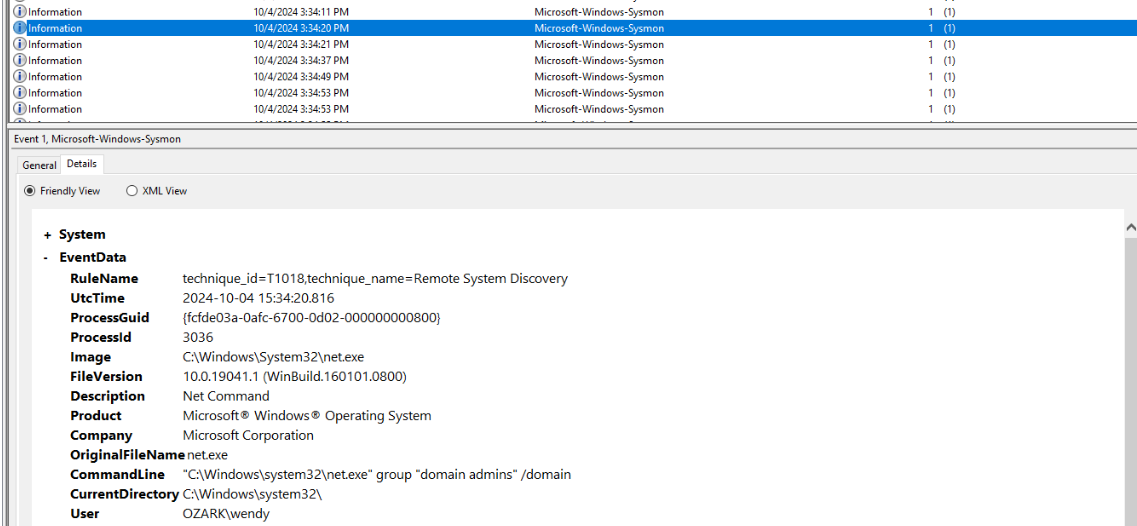 Information 10/4/2024 3:34:11 PM Microsoft-Windows-Sysmon 1 (1)
Information 10/4/2024 3:34:20 PM Microsoft-Windows-Sysmon 1 (1)
Information 10/4/2024 3:34:21 PM Microsoft-Windows-Sysmon 1 (1)
Information 10/4/2024 3:34:37 PM Microsoft-Windows-Sysmon 1 (1)
Information 10/4/2024 3:34:49 PM Microsoft-Windows-Sysmon 1 (1)
Information 10/4/2024 3:34:53 PM Microsoft-Windows-Sysmon 1 (1)
Information 10/4/2024 3:34:53 PM Microsoft-Windows-Sysmon 1 (1)
Event 1, Microsoft-Windows-Sysmon
General Details
Friendly View XML View
+ System
- EventData
RuleName technique_id=T1018,technique_name=Remote System Discovery
UtcTime 2024-10-04 15:34:20.816
ProcessGuid {fcfde03a-0afc-6700-0d02-000000000800}
ProcessId 3036
Image C:\Windows\System32\net.exe
FileVersion 10.0.19041.1 (WinBuild.160101.0800)
Description Net Command
Product Microsoft® Windows® Operating System
Company Microsoft Corporation
OriginalFileName net.exe
CommandLine "C:\Windows\system32\net.exe" group "domain admins" /domain
CurrentDirectory C:\Windows\system32\
User OZARK\wendy